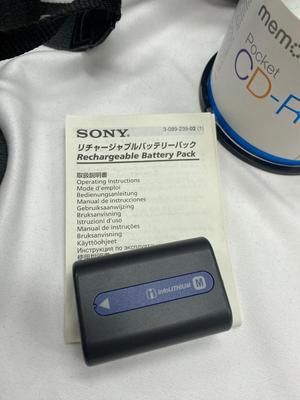 memo
Pocket
CD-R
SONY
3-089-239-02 (1)
リチャージャブルバッテリーパック
Rechargeable Battery Pack
取扱説明書
Operating Instructions
Mode d'emploi
Bedienungsanleitung
Manual de instrucciones
Gebruiksaanwijzing
Bruksanvisning
Istruzioni d'uso
Manual de instruções
Bruksanvisning
Käyttöohjeet
Инструкция по эксплуат
InfoLITHIUM M